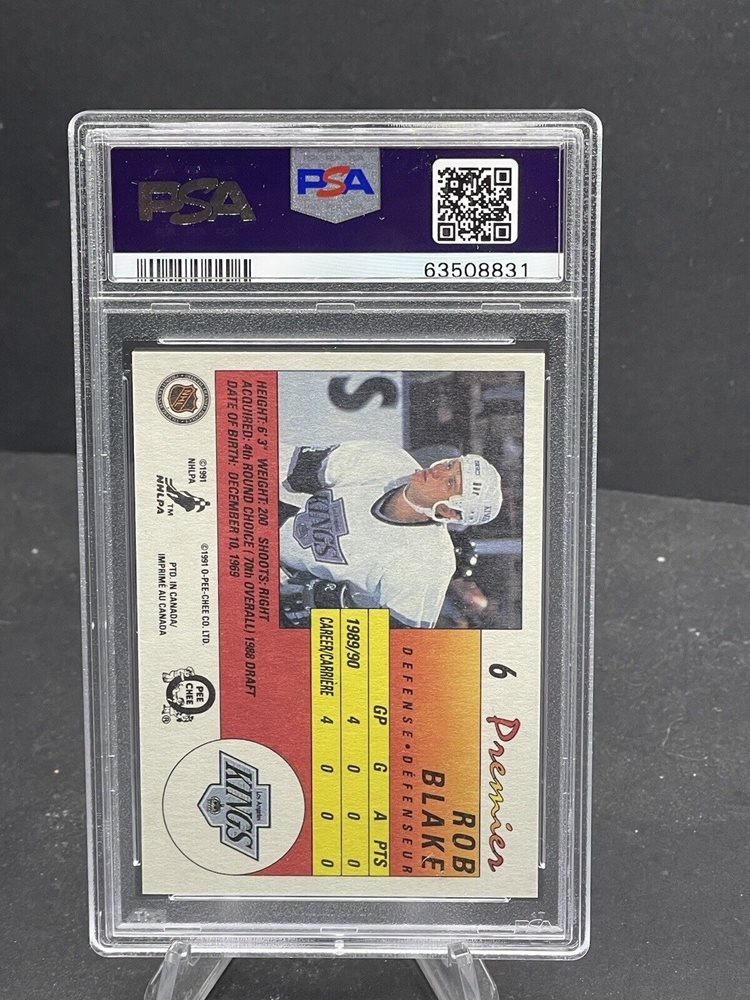 PSA
PSA
63508831
6 Premier
ROB
BLAKE
DEFENSE • DÉFENSEUR
GP G A PTS
1989/90 4 0 0 0
CAREER/CARRIÈRE 4 0 0 0
S
KINGS
HEIGHT: 6' 3" WEIGHT: 200 SHOOTS: RIGHT
ACQUIRED: 4th ROUND CHOICE (70th OVERALL) 1988 DRAFT
DATE OF BIRTH: DECEMBER 10, 1969
Los Angeles
KINGS
NHL
©1991
NHLPA
NHLPA™
©1991 O-PEE-CHEE CO. LTD.
PTD. IN CANADA/
IMPRIMÉ AU CANADA
O
PEE
CHEE
®
PSA